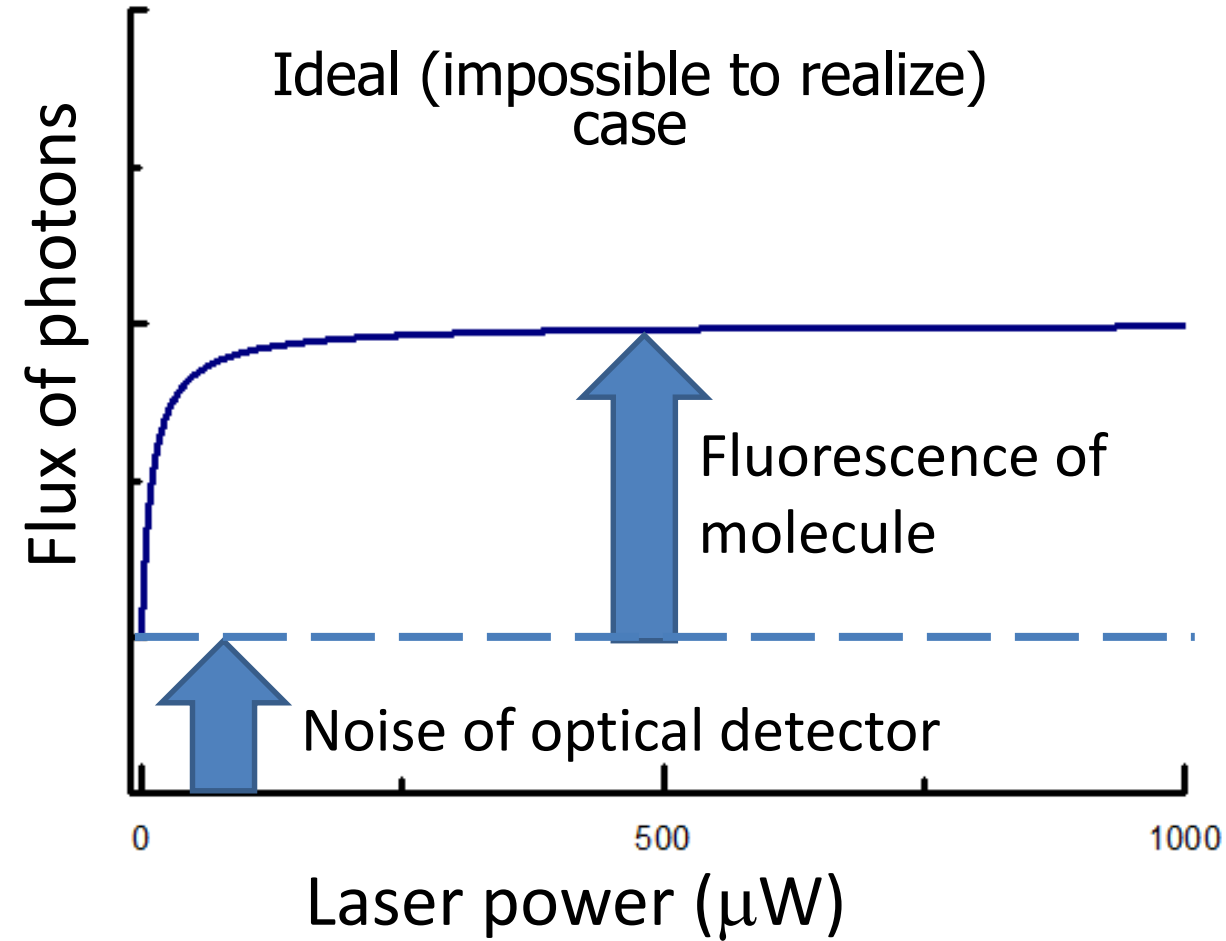 Ideal (impossible to realize)
case
Flux of photons
Fluorescence of
molecule
Noise of optical detector
0
500
1000
Laser power (μW)